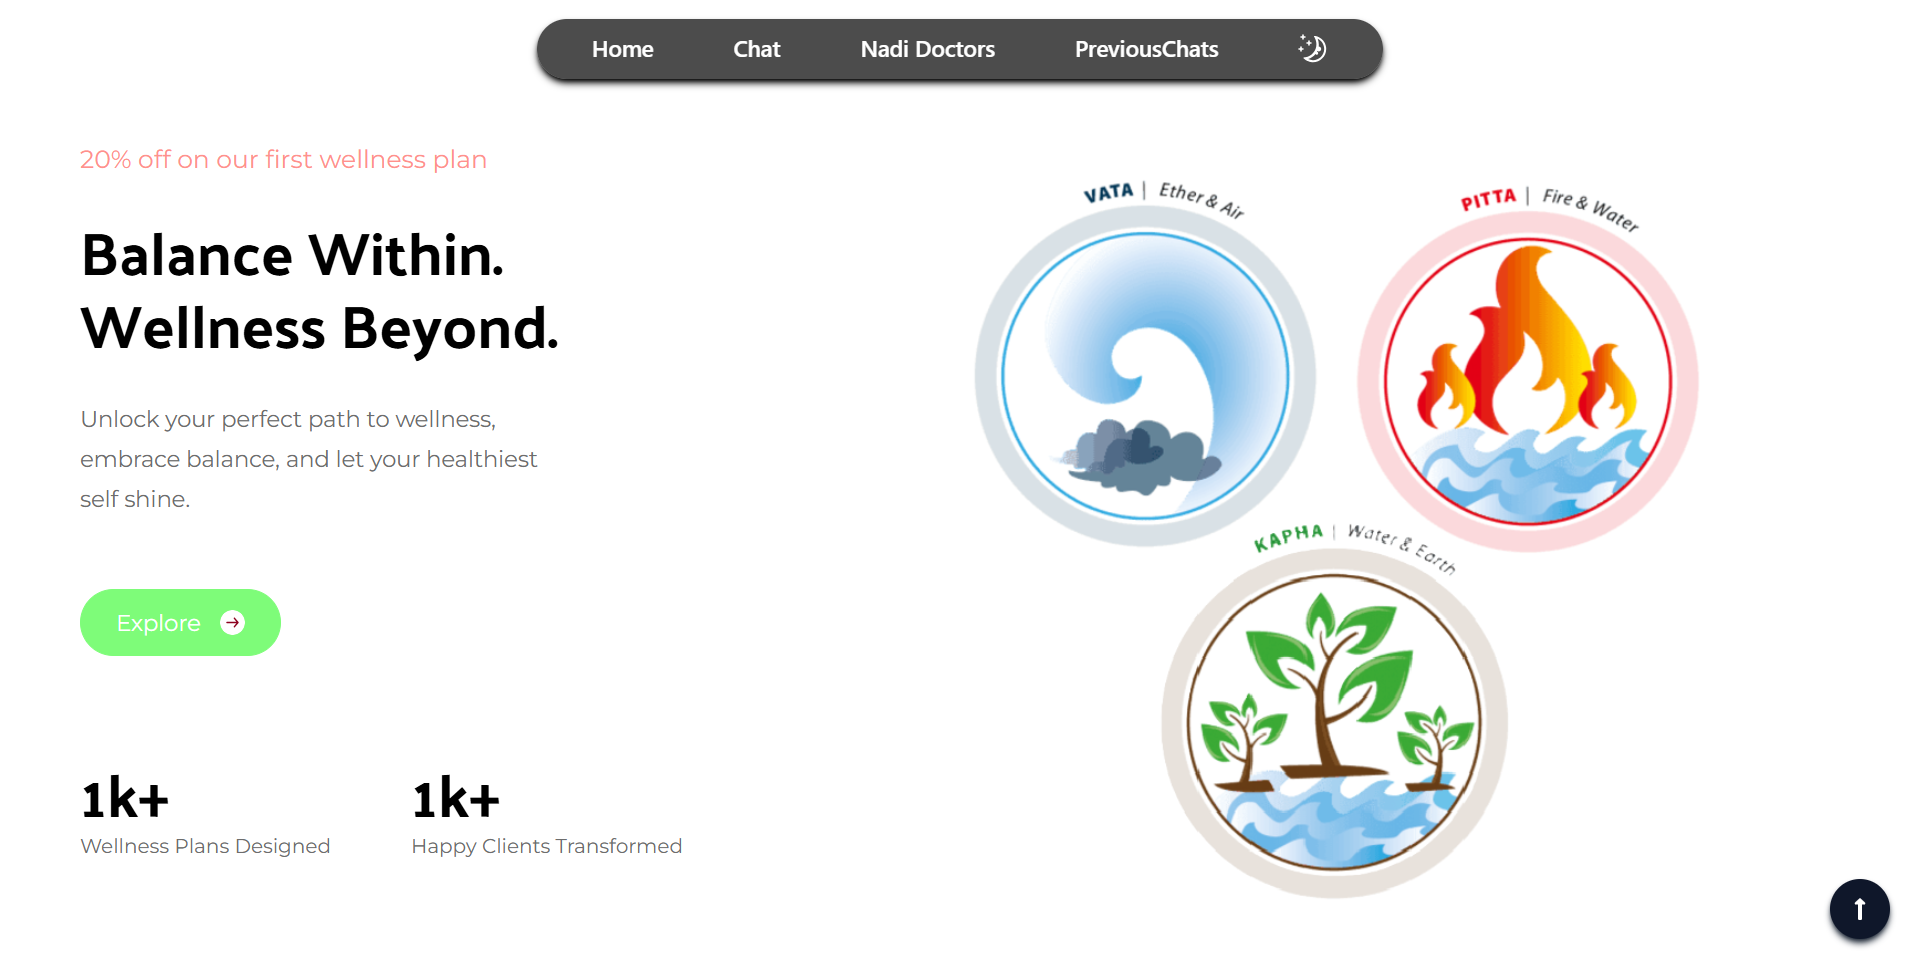 Home Chat Nadi Doctors PreviousChats
20% off on our first wellness plan
Balance Within.
Wellness Beyond.
Unlock your perfect path to wellness,
embrace balance, and let your healthiest
self shine.
Explore
1k+
Wellness Plans Designed
1k+
Happy Clients Transformed
VATA | Ether & Air
PITTA | Fire & Water
KAPHA | Water & Earth